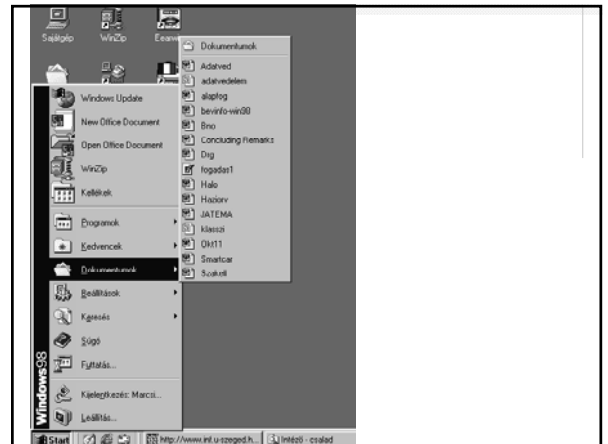 Sajátgép
WinZip
Dokumentumok
Adatved
adatvedelem
alapfog
bevinfo-win98
Bno
Concluding Remarks
Drg
fogadas1
Halo
Haziorv
JATEMA
klasszi
Okt11
Smartcar
Szakell
Windows Update
New Office Document
Open Office Document
WinZip
Kellékek
Programok
Kedvencek
Dokumentumok
Beállítások
Keresés
Súgó
Futtatás...
Kijelentkezés: Marcsi...
Leállítás...
Windows98
Start
http://www.inf.u-szeged.h...
Intéző - csalad